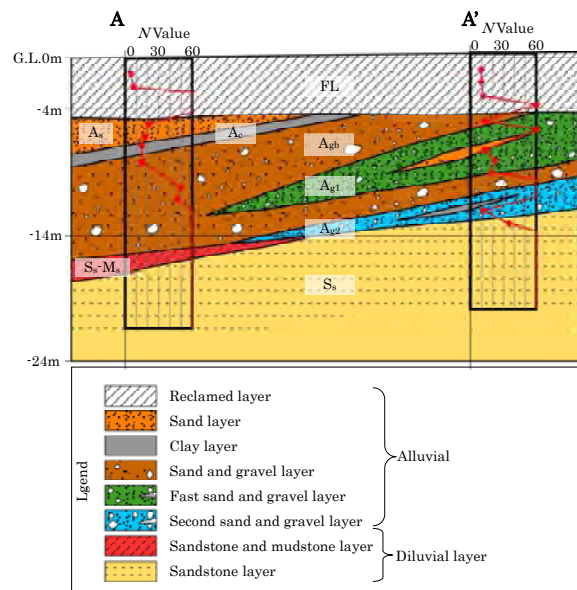 A A'
N Value N Value
0 30 60 0 30 60
G.L.0m
FL
-4m
As Ac Agb
Ag1
Ag2
-14m
Ss-Ms
Ss
-24m
Lgend
Reclamed layer
Sand layer
Clay layer
Sand and gravel layer
Alluvial
Fast sand and gravel layer
Second sand and gravel layer
Sandstone and mudstone layer
Diluvial layer
Sandstone layer